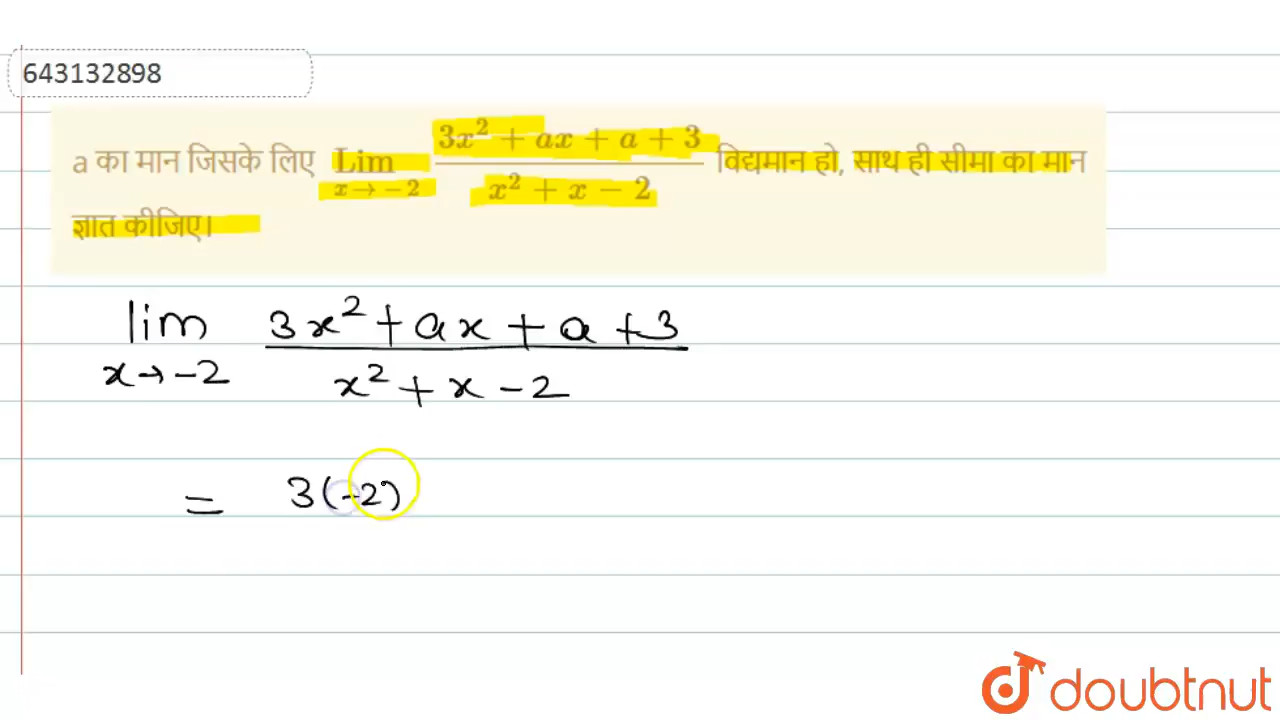 643132898
a का मान जिसके लिए Lim x→−2 3x² + ax + a + 3 / x² + x − 2 विद्यमान हो, साथ ही सीमा का मान
ज्ञात कीजिए।
lim x→−2 3x² + ax + a + 3 / x² + x − 2
= 3(−2)
doubtnut